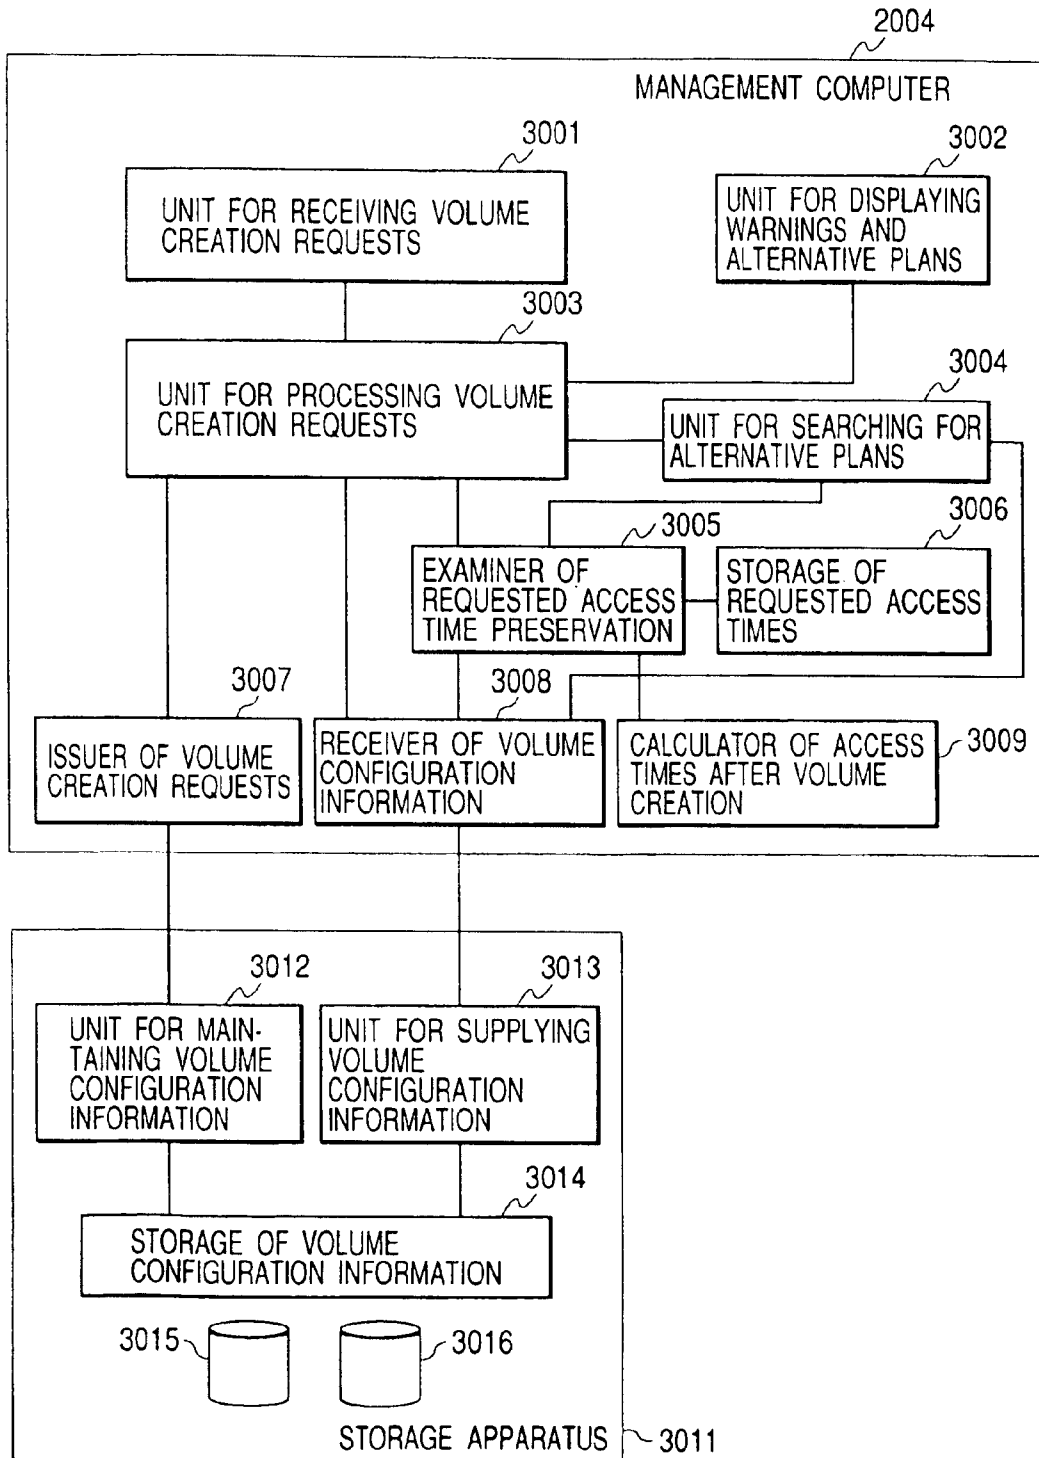 2004
MANAGEMENT COMPUTER
3001
UNIT FOR RECEIVING VOLUME
CREATION REQUESTS
3002
UNIT FOR DISPLAYING
WARNINGS AND
ALTERNATIVE PLANS
3003
UNIT FOR PROCESSING VOLUME
CREATION REQUESTS
3004
UNIT FOR SEARCHING FOR
ALTERNATIVE PLANS
3005
EXAMINER OF
REQUESTED ACCESS
TIME PRESERVATION
3006
STORAGE OF
REQUESTED ACCESS
TIMES
3007
ISSUER OF VOLUME
CREATION REQUESTS
3008
RECEIVER OF VOLUME
CONFIGURATION
INFORMATION
CALCULATOR OF ACCESS
TIMES AFTER VOLUME
CREATION
3009
3012
UNIT FOR MAIN-
TAINING VOLUME
CONFIGURATION
INFORMATION
3013
UNIT FOR SUPPLYING
VOLUME
CONFIGURATION
INFORMATION
3014
STORAGE OF VOLUME
CONFIGURATION INFORMATION
3015
3016
STORAGE APPARATUS
3011